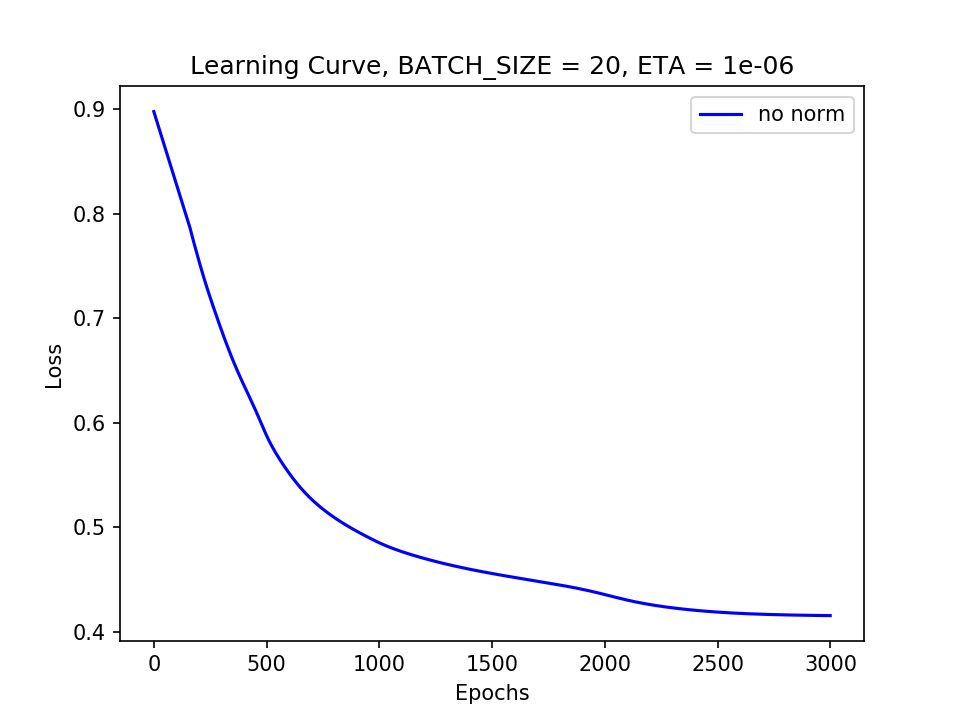 Learning Curve, BATCH_SIZE = 20, ETA = 1e-06
no norm
0.9
0.8
0.7
0.6
0.5
0.4
Loss
0 500 1000 1500 2000 2500 3000
Epochs